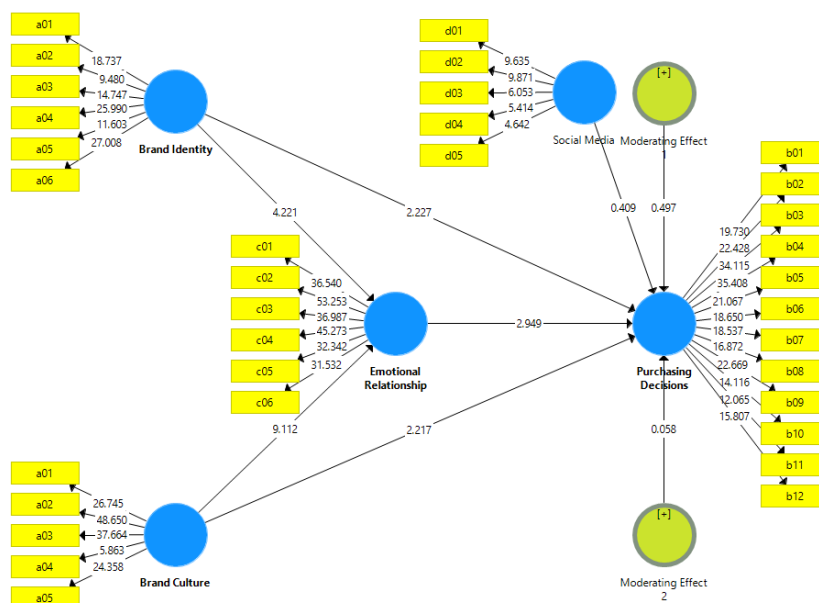 a01
a02
a03
a04
a05
a06
18.737
9.480
14.747
25.990
11.603
27.008
Brand Identity
d01
d02
d03
d04
d05
9.635
9.871
6.053
5.414
4.642
Social Media
[+]
Moderating Effect
1
4.221
2.227
0.409
0.497
c01
c02
c03
c04
c05
c06
36.540
53.253
36.987
45.273
32.342
31.532
Emotional
Relationship
2.949
9.112
2.217
Purchasing
Decisions
b01
b02
b03
b04
b05
b06
b07
b08
b09
b10
b11
b12
19.730
22.428
34.115
35.408
21.067
18.650
18.537
16.872
22.669
14.116
12.065
15.807
0.058
[+]
Moderating Effect
2
a01
a02
a03
a04
a05
26.745
48.650
37.664
5.863
24.358
Brand Culture